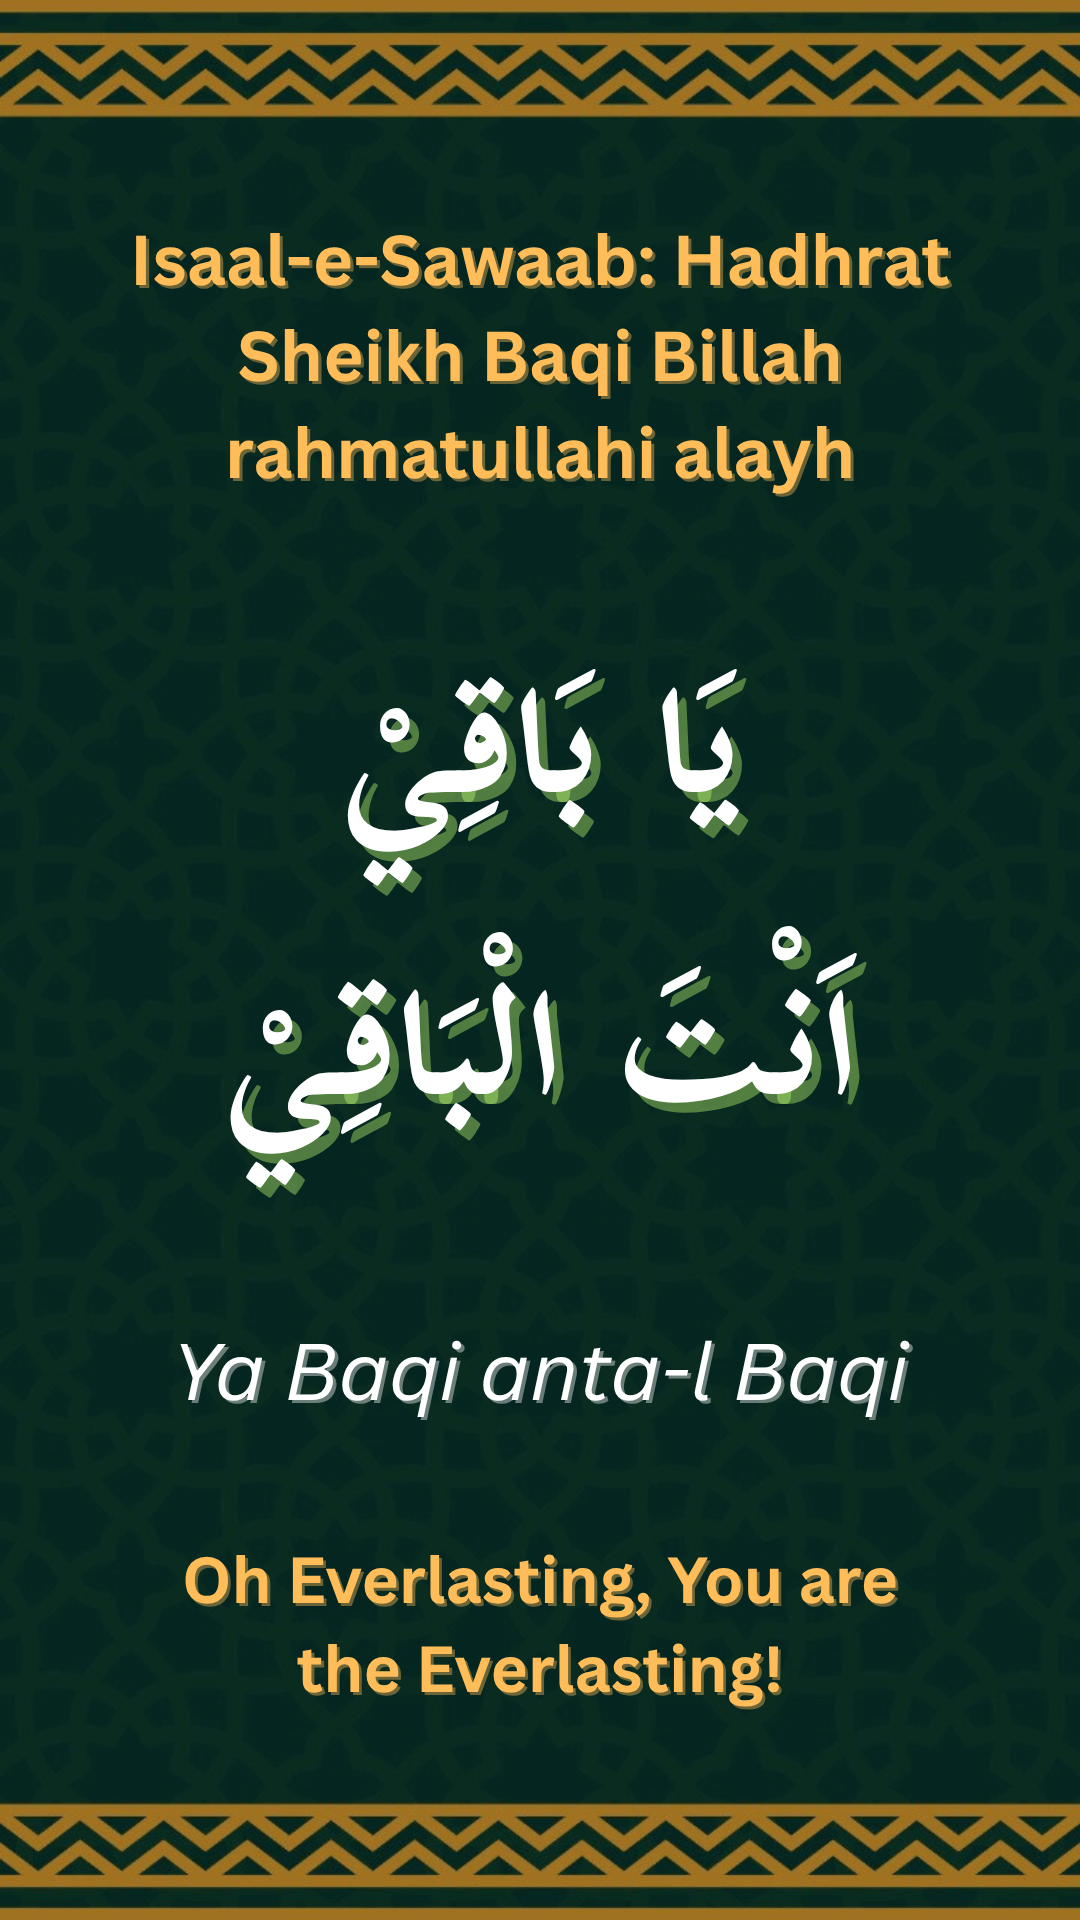 Isaal-e-Sawaab: Hadhrat
Sheikh Baqi Billah
rahmatullahi alayh
يَا بَاقِيْ
اَنْتَ الْبَاقِيْ
Ya Baqi anta-l Baqi
Oh Everlasting, You are
the Everlasting!